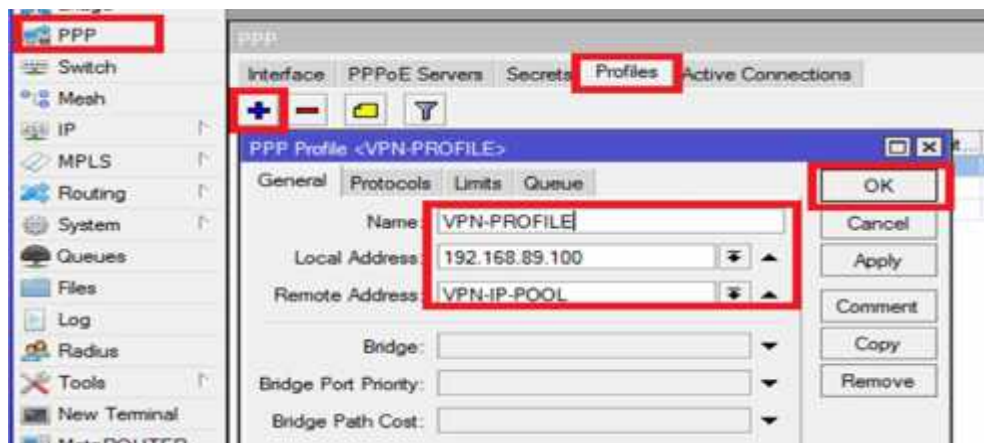 PPP
Switch
Mesh
IP
MPLS
Routing
System
Queues
Files
Log
Radius
Tools
New Terminal
MetaROUTER
PPP
Interface PPPoE Servers Secrets Profiles Active Connections
PPP Profile <VPN-PROFILE>
General Protocols Limits Queue
Name: VPN-PROFILE
Local Address: 192.168.89.100
Remote Address: VPN-IP-POOL
Bridge:
Bridge Port Priority:
Bridge Path Cost:
OK
Cancel
Apply
Comment
Copy
Remove